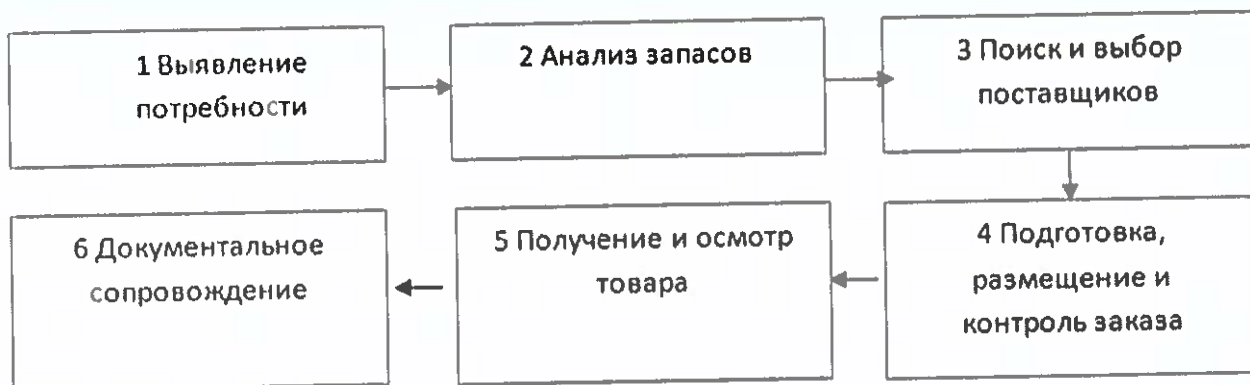 1 Выявление
потребности
2 Анализ запасов
3 Поиск и выбор
поставщиков
4 Подготовка,
размещение и
контроль заказа
5 Получение и осмотр
товара
6 Документальное
сопровождение